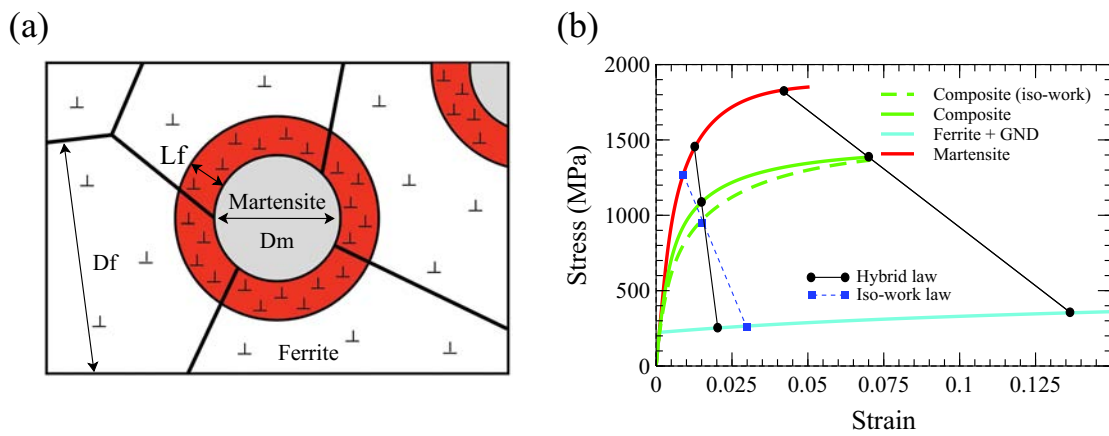 (a)
Lf
Martensite
Dm
Df
Ferrite
(b)
2000
1500
1000
500
0
Stress (MPa)
Composite (iso-work)
Composite
Ferrite + GND
Martensite
Hybrid law
Iso-work law
0 0.025 0.05 0.075 0.1 0.125
Strain